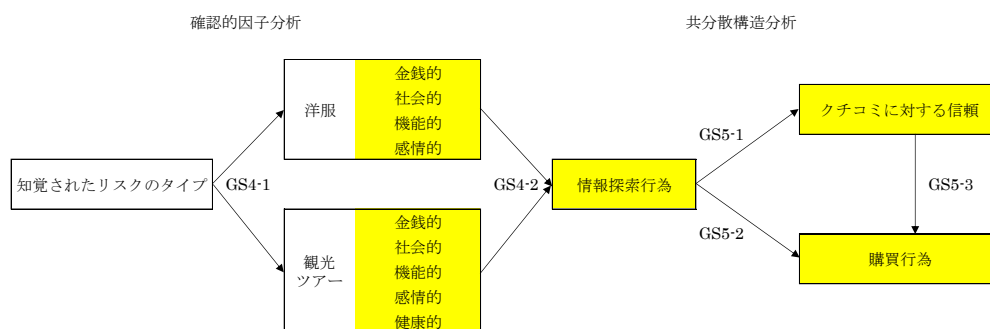 確認的因子分析
共分散構造分析
知覚されたリスクのタイプ
GS4-1
洋服
金銭的
社会的
機能的
感情的
観光
ツアー
金銭的
社会的
機能的
感情的
健康的
GS4-2
情報探索行為
GS5-1
GS5-2
クチコミに対する信頼
GS5-3
購買行為